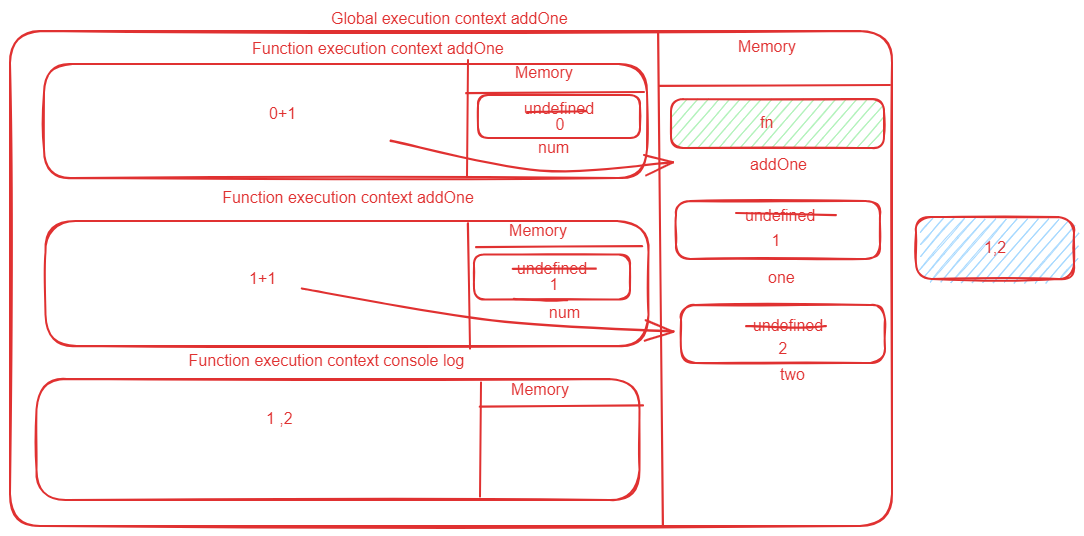 Global execution context addOne
Function execution context addOne
Memory
Memory
undefined
0
num
0+1
fn
addOne
Function execution context addOne
Memory
undefined
1
num
1+1
undefined
1
one
1,2
undefined
2
two
Function execution context console log
Memory
1 ,2